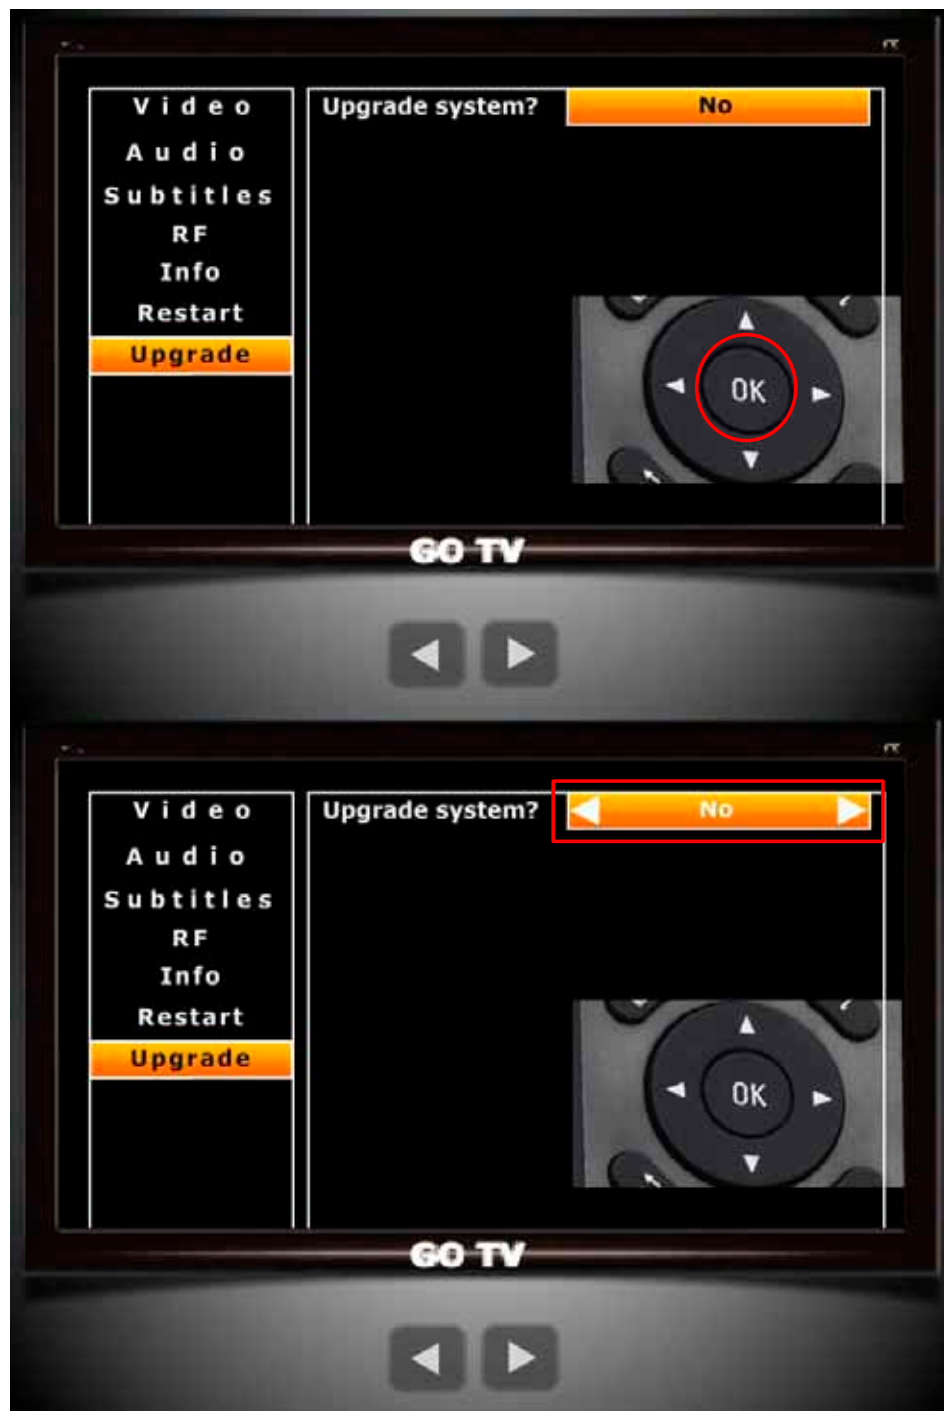 Video
Upgrade system?
No
Audio
Subtitles
RF
Info
Restart
Upgrade
OK
GO TV
Video
Upgrade system?
No
Audio
Subtitles
RF
Info
Restart
Upgrade
OK
GO TV